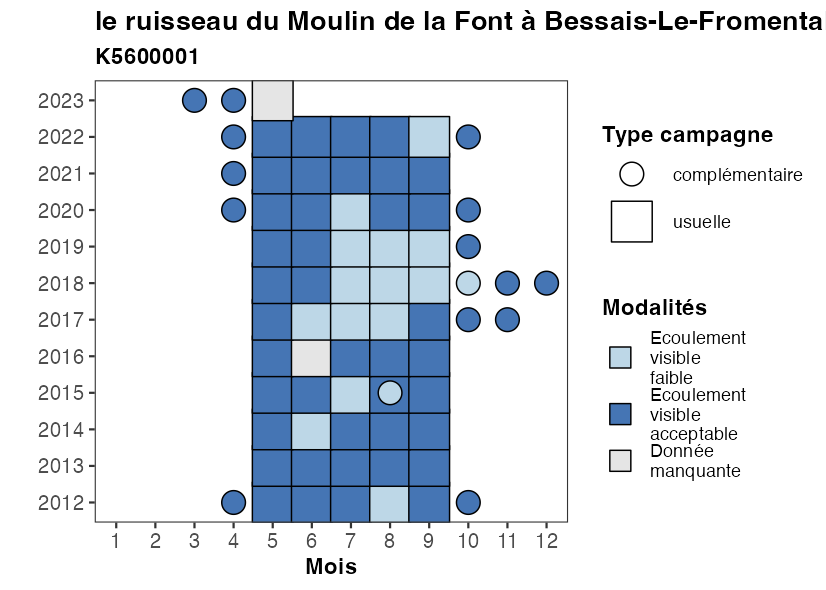 le ruisseau du Moulin de la Font à Bessais-Le-Fromental
K5600001
2023
2022
2021
2020
2019
2018
2017
2016
2015
2014
2013
2012
1 2 3 4 5 6 7 8 9 10 11 12
Mois
Type campagne
complémentaire
usuelle
Modalités
Ecoulement
visible
faible
Ecoulement
visible
acceptable
Donnée
manquante